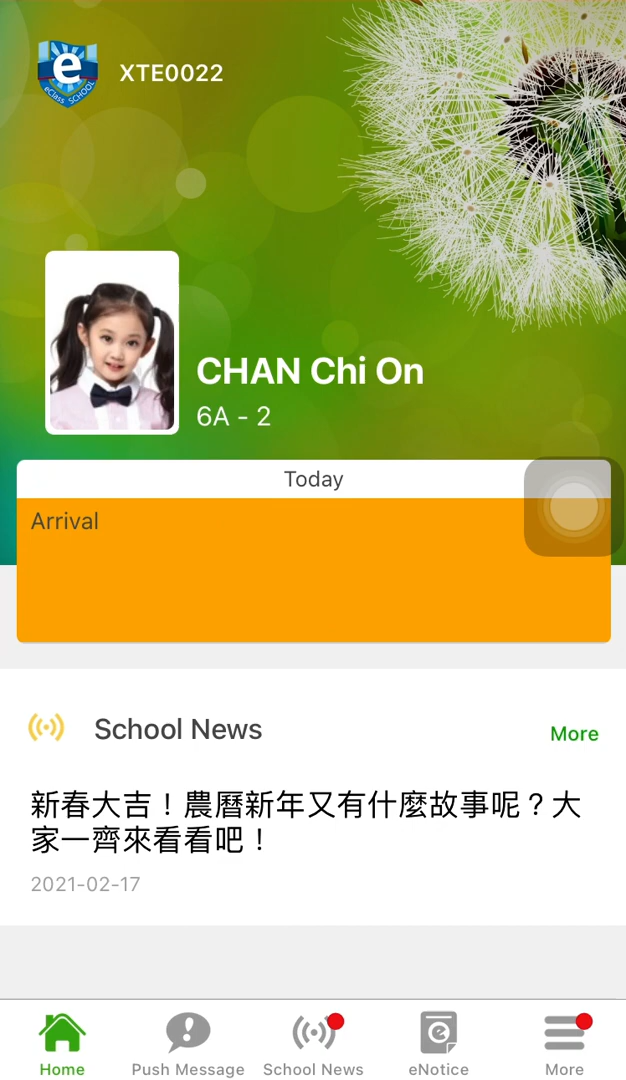 e
eClass SCHOOL
XTE0022
CHAN Chi On
6A - 2
Today
Arrival
School News
More
新春大吉！農曆新年又有什麼故事呢？大
家一齊來看看吧！
2021-02-17
Home
Push Message
School News
eNotice
More